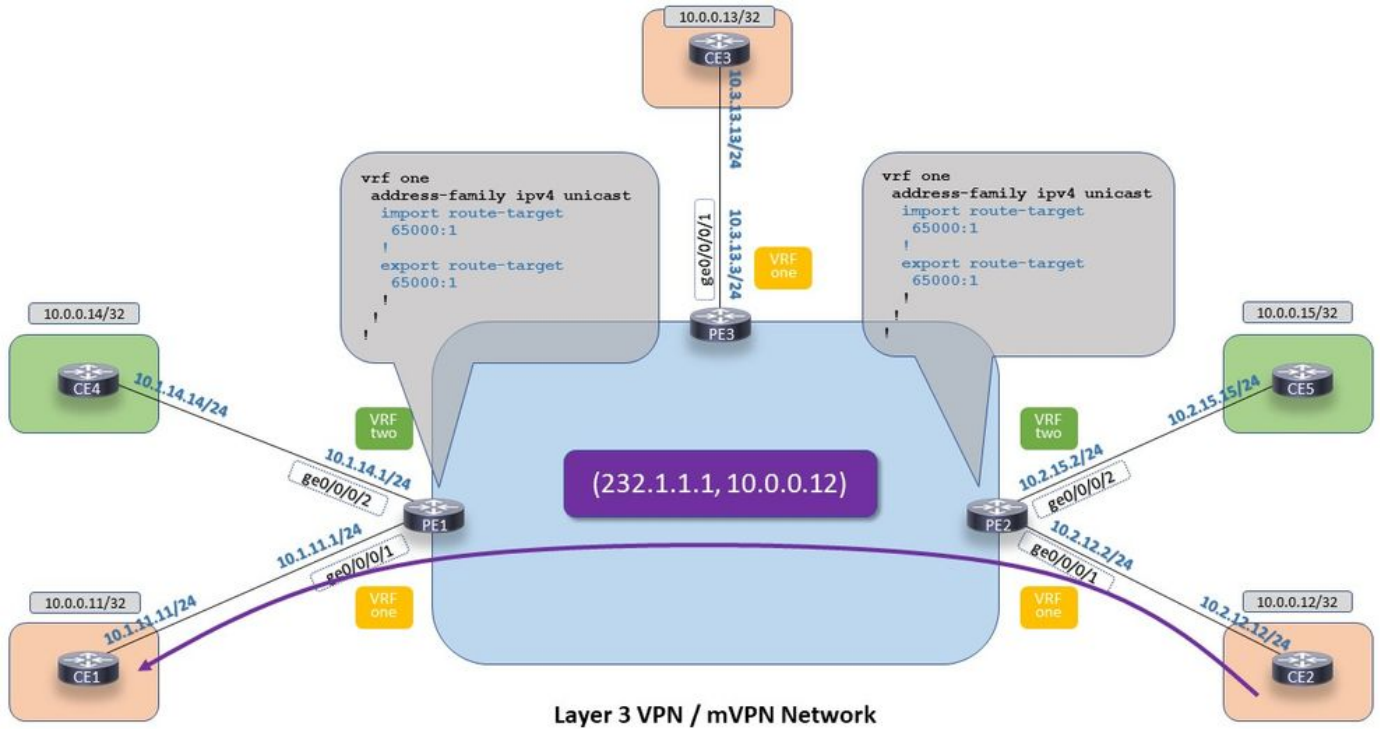 10.0.0.13/32
CE3
10.3.13.13/24
vrf one
address-family ipv4 unicast
import route-target
65000:1
!
export route-target
65000:1
!
!
!
ge0/0/0/1
10.3.13.3/24
VRF
one
PE3
vrf one
address-family ipv4 unicast
import route-target
65000:1
!
export route-target
65000:1
!
!
!
10.0.0.14/32
CE4
10.1.14.14/24
VRF
two
10.1.14.1/24
ge0/0/0/2
PE1
10.1.11.1/24
ge0/0/0/1
VRF
one
10.0.0.11/32
10.1.11.11/24
CE1
(232.1.1.1, 10.0.0.12)
10.0.0.15/32
CE5
10.2.15.15/24
VRF
two
10.2.15.2/24
ge0/0/0/2
PE2
10.2.12.2/24
ge0/0/0/1
VRF
one
10.0.0.12/32
10.2.12.12/24
CE2
Layer 3 VPN / mVPN Network